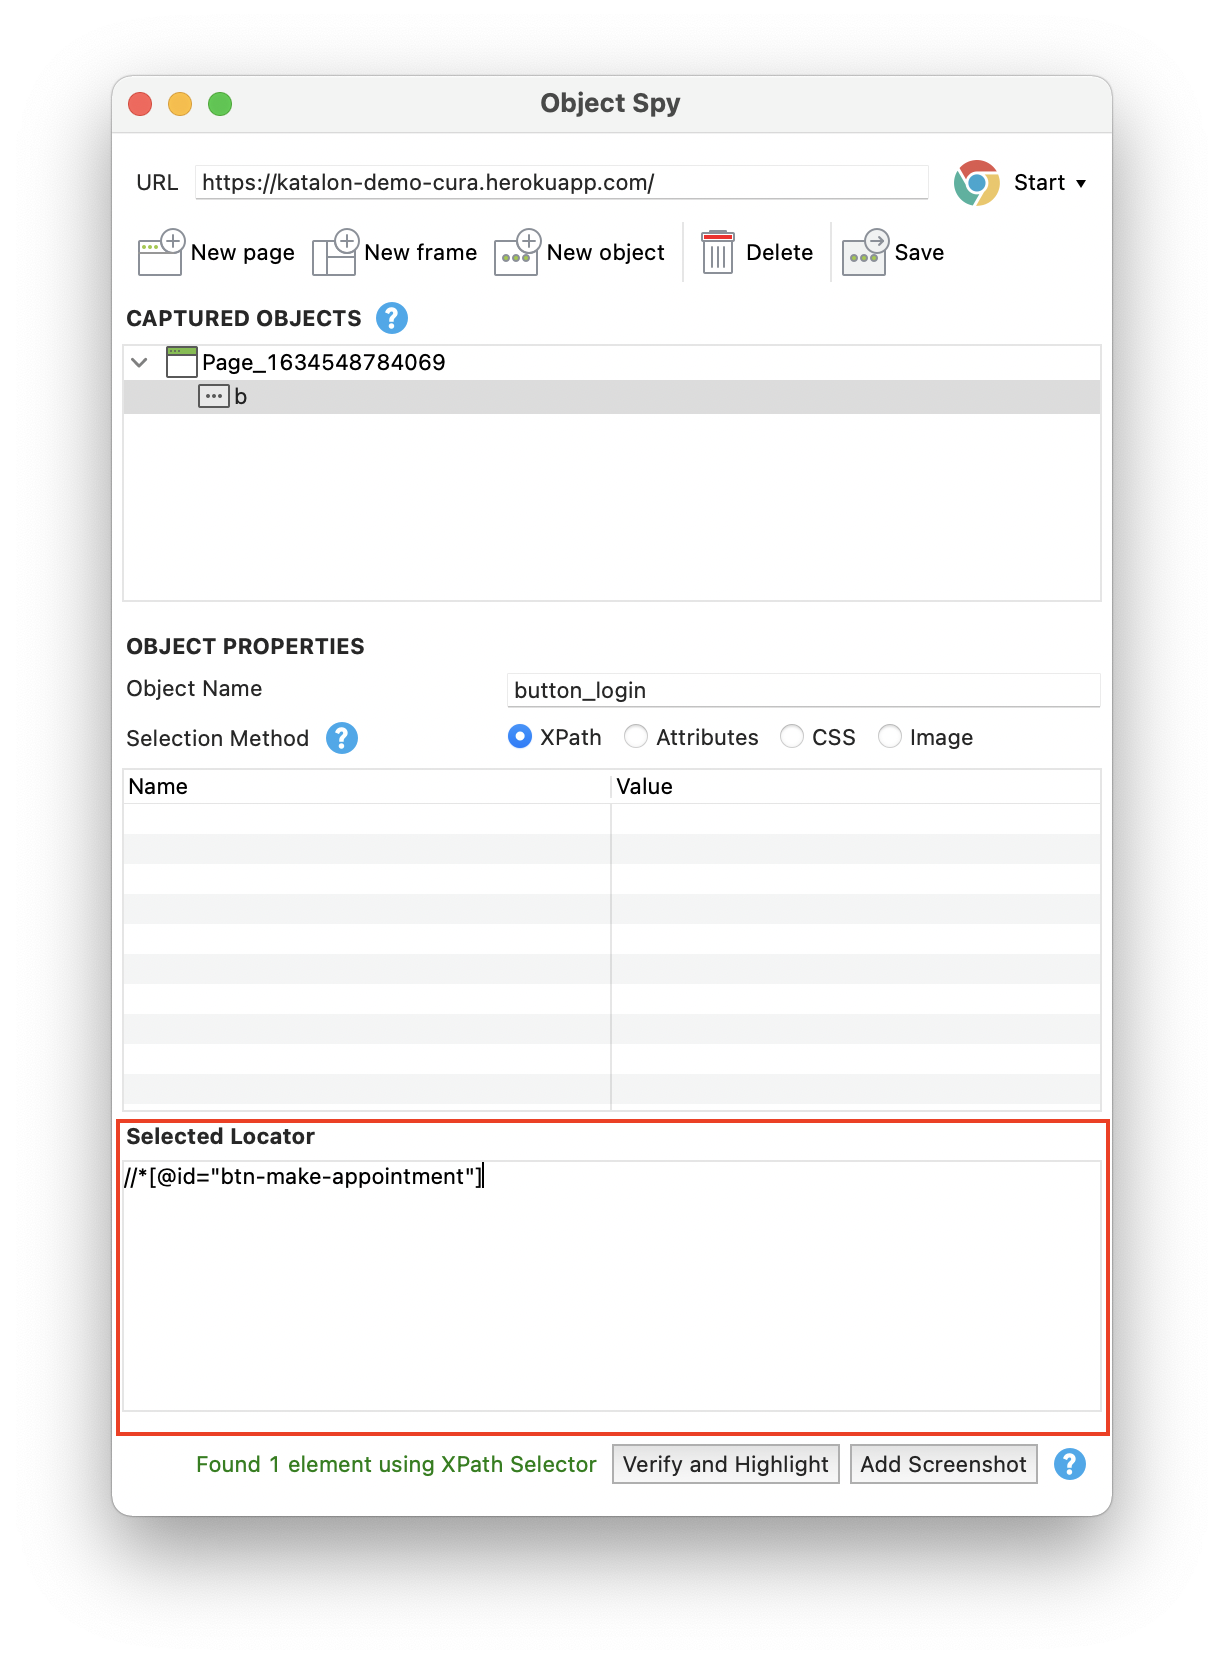 Object Spy
URL https://katalon-demo-cura.herokuapp.com/ Start
New page New frame New object Delete Save
CAPTURED OBJECTS ?
Page_1634548784069
b
OBJECT PROPERTIES
Object Name button_login
Selection Method ? XPath Attributes CSS Image
Name Value
Selected Locator
//*[@id="btn-make-appointment"]
Found 1 element using XPath Selector Verify and Highlight Add Screenshot ?